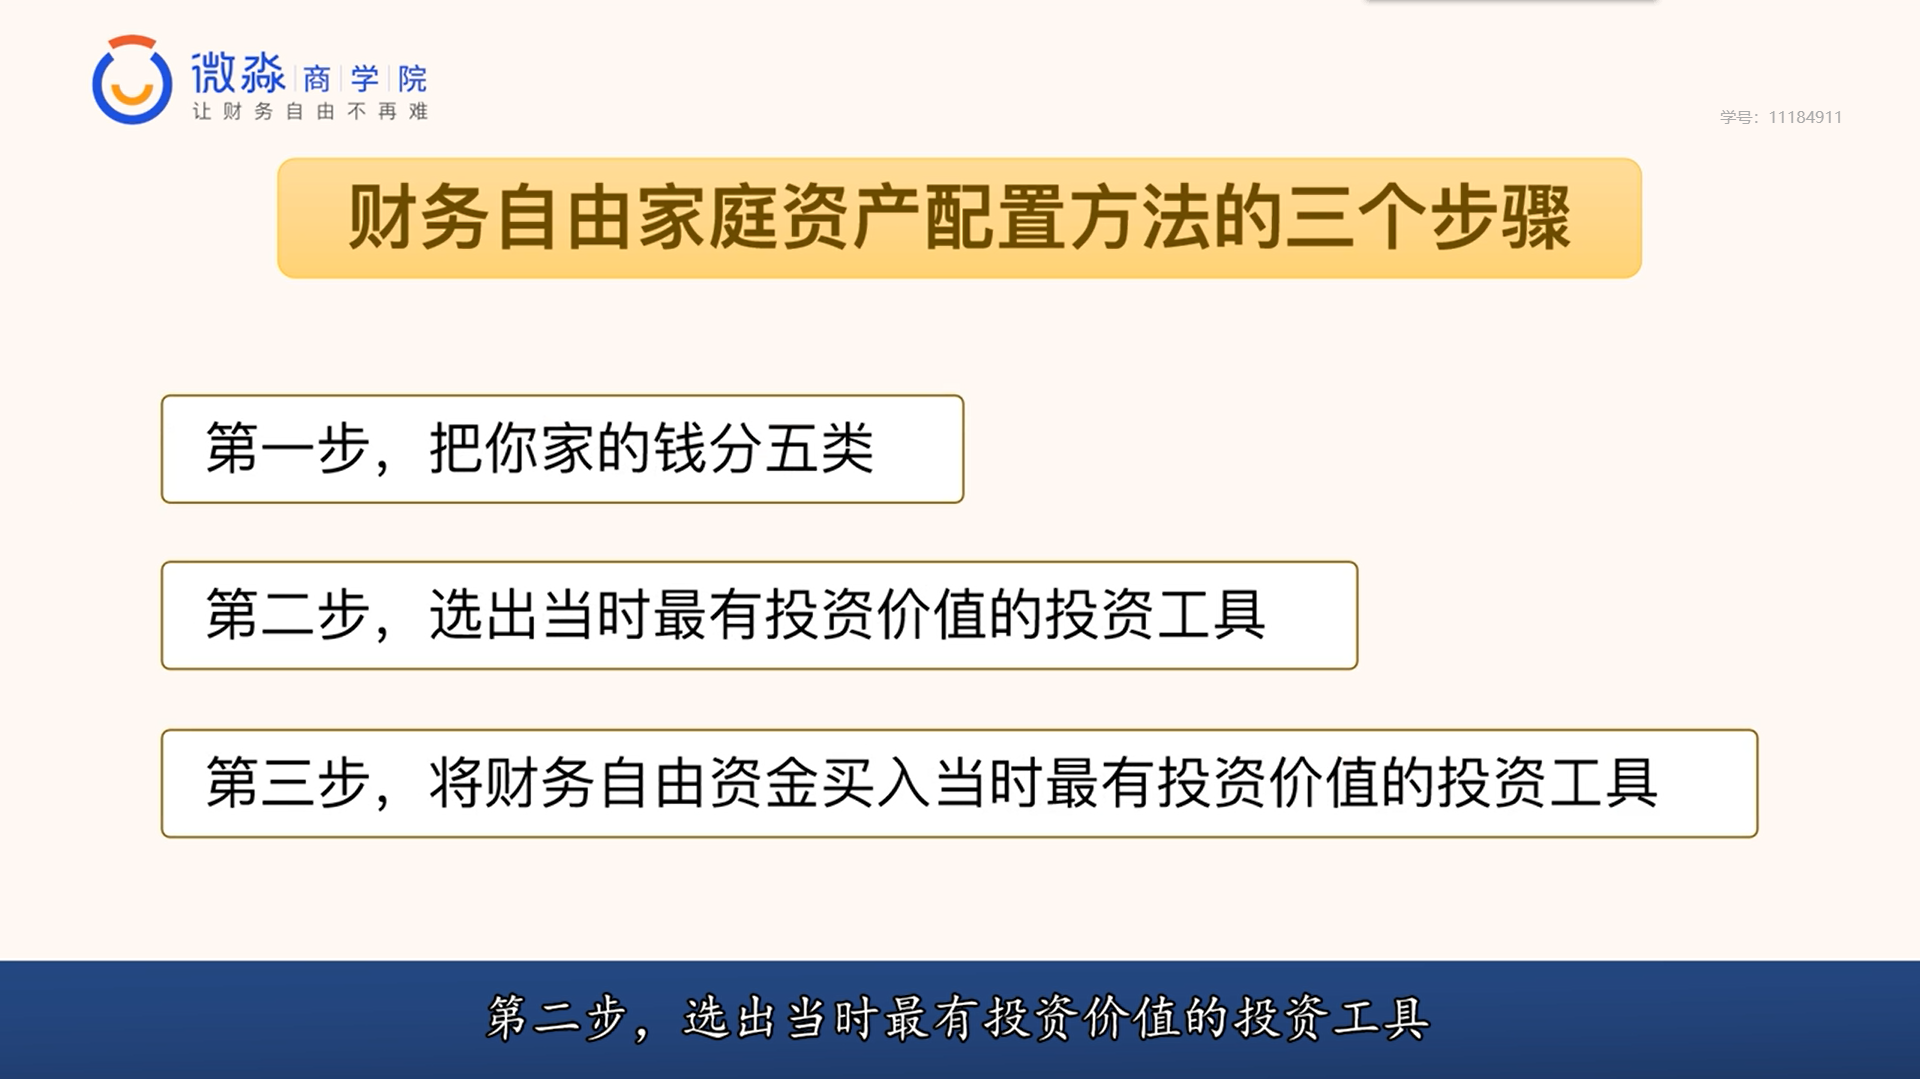 微淼 商 学 院
让财务自由不再难
学号：11184911
财务自由家庭资产配置方法的三个步骤
第一步，把你家的钱分五类
第二步，选出当时最有投资价值的投资工具
第三步，将财务自由资金买入当时最有投资价值的投资工具
第二步，选出当时最有投资价值的投资工具